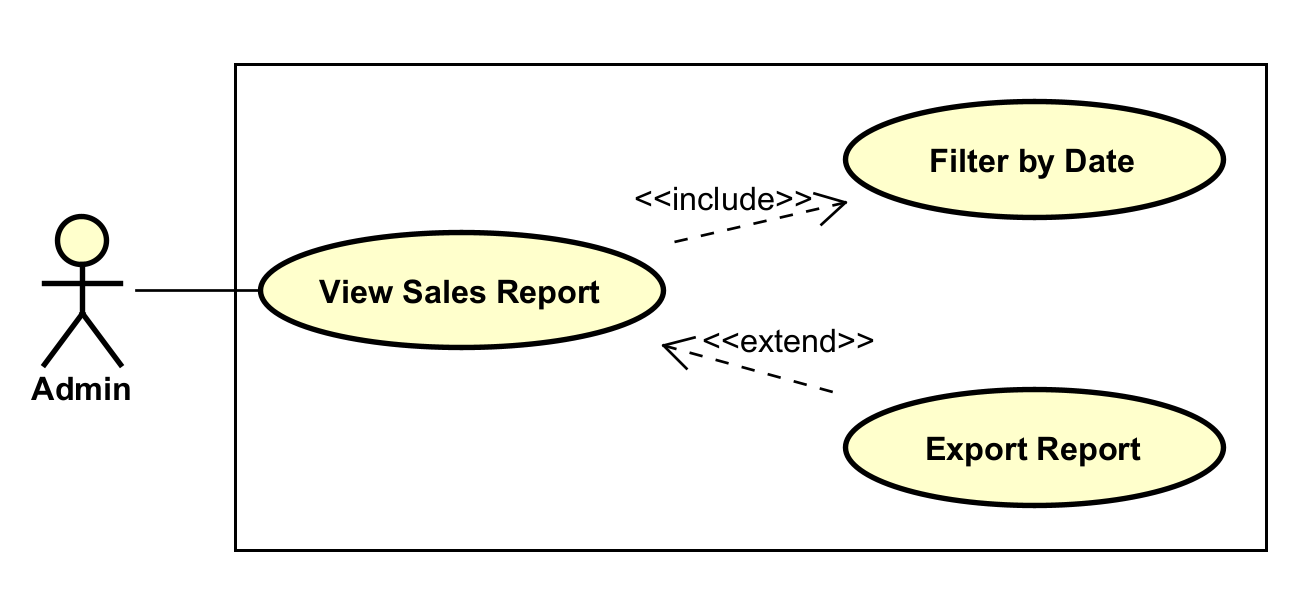 Filter by Date
<<include>>
View Sales Report
<<extend>>
Admin
Export Report